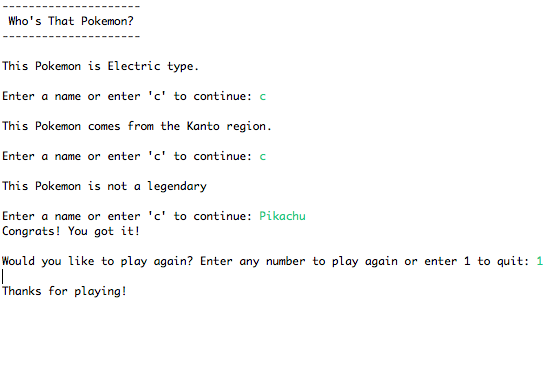 ---------------------
Who's That Pokemon?
---------------------
This Pokemon is Electric type.
Enter a name or enter 'c' to continue: c
This Pokemon comes from the Kanto region.
Enter a name or enter 'c' to continue: c
This Pokemon is not a legendary
Enter a name or enter 'c' to continue: Pikachu
Congrats! You got it!
Would you like to play again? Enter any number to play again or enter 1 to quit: 1
Thanks for playing!